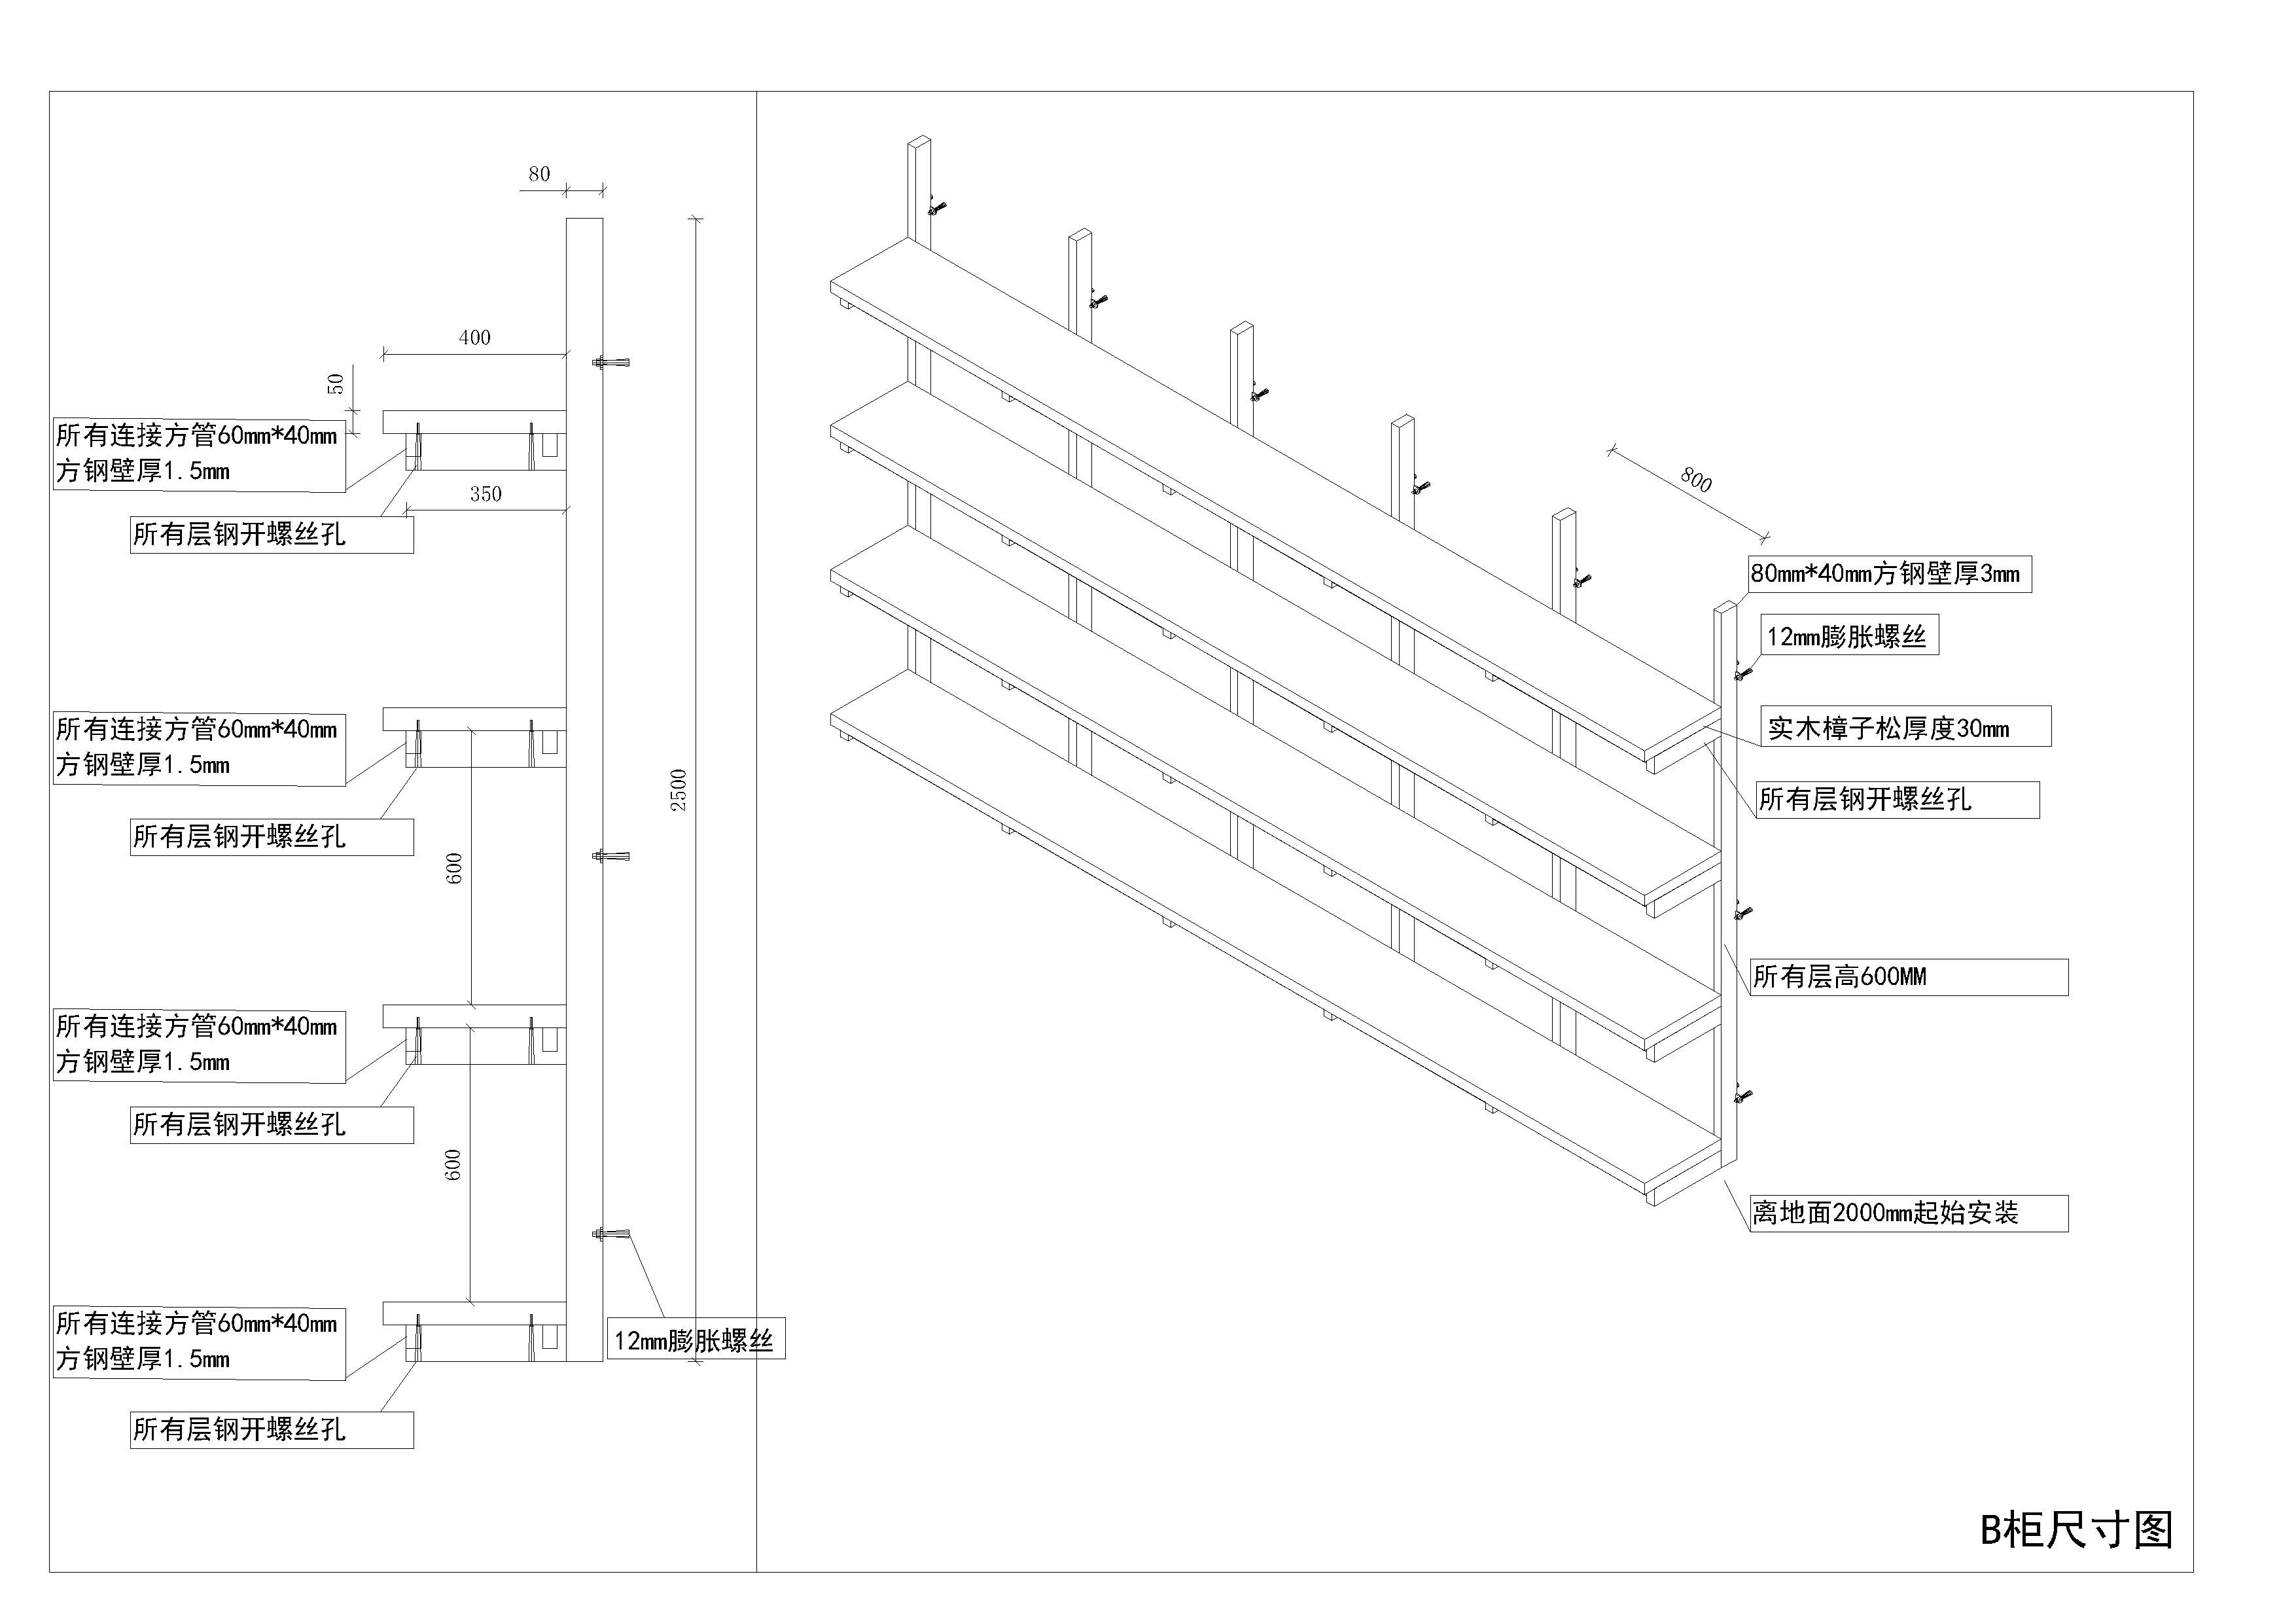 80
400
50
所有连接方管60mm*40mm
方钢壁厚1.5mm
350
所有层钢开螺丝孔
所有连接方管60mm*40mm
方钢壁厚1.5mm
所有层钢开螺丝孔
600
2500
所有连接方管60mm*40mm
方钢壁厚1.5mm
所有层钢开螺丝孔
600
所有连接方管60mm*40mm
方钢壁厚1.5mm
12mm膨胀螺丝
所有层钢开螺丝孔
800
80mm*40mm方钢壁厚3mm
12mm膨胀螺丝
实木樟子松厚度30mm
所有层钢开螺丝孔
所有层高600MM
离地面2000mm起始安装
B柜尺寸图